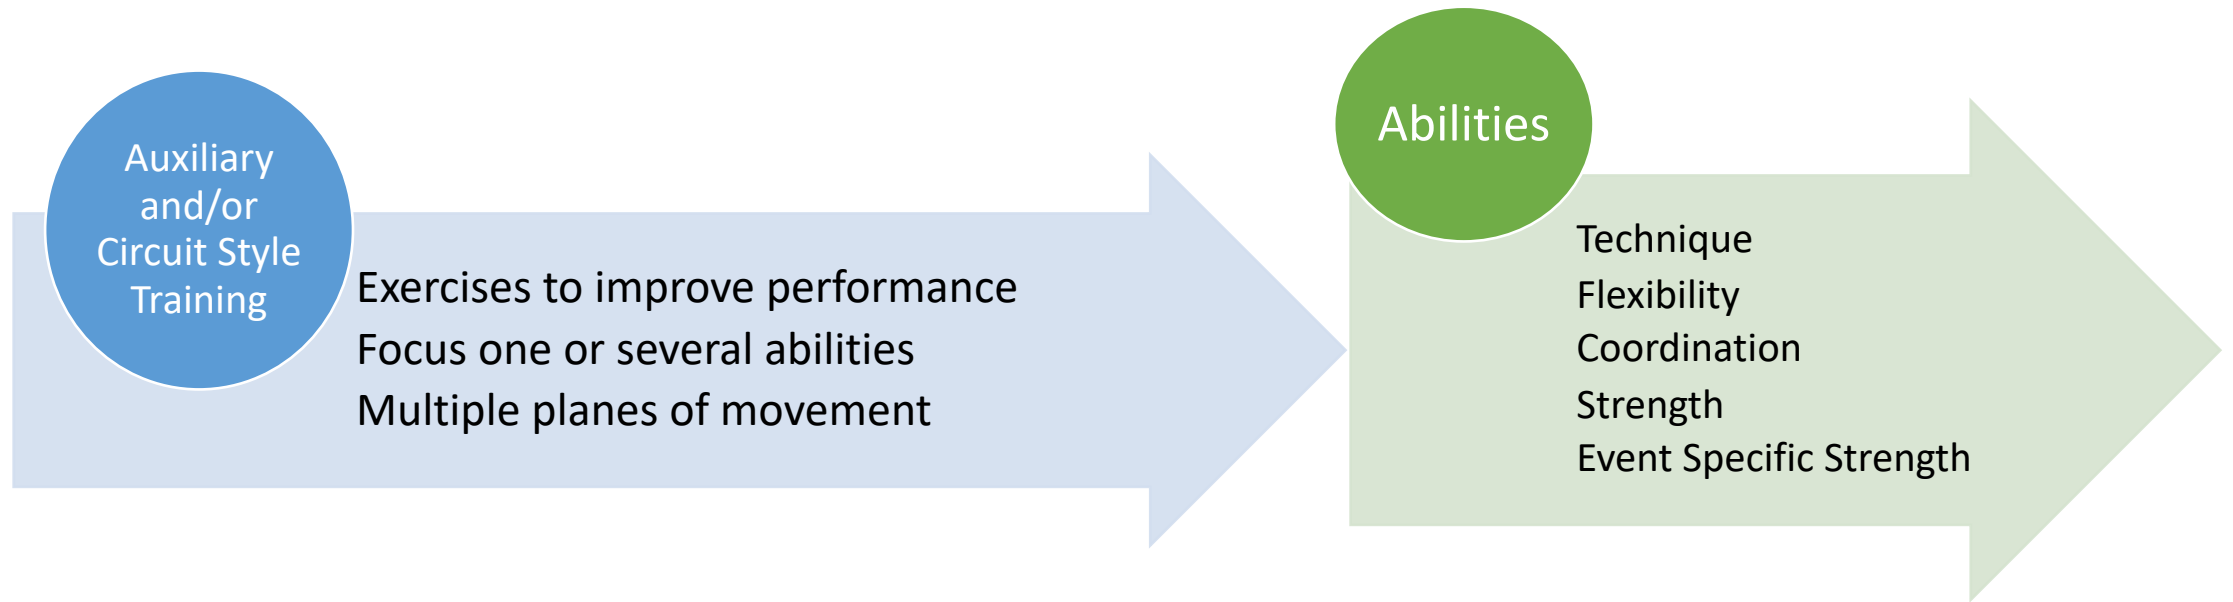 Auxiliary
and/or
Circuit Style
Training
Exercises to improve performance
Focus one or several abilities
Multiple planes of movement
Abilities
Technique
Flexibility
Coordination
Strength
Event Specific Strength